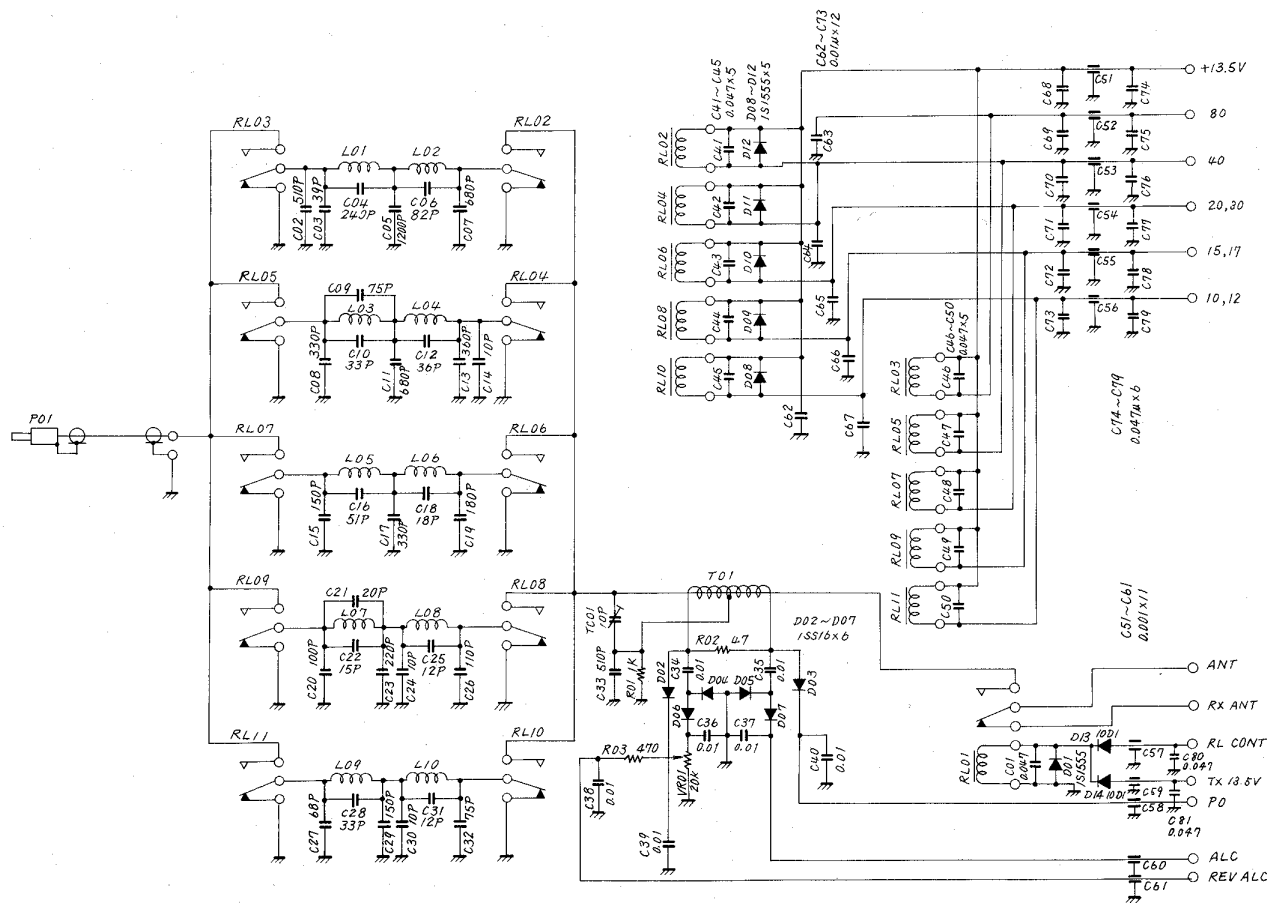 C62~C73
0.01μ×12
C41~C45
0.047×5
D08~D12
1S1555×5
+13.5V
C68
C51
C74
80
C69
C52
C75
C63
40
C70
C53
C76
20,30
C71
C54
C77
C64
15,17
C72
C55
C78
C65
10,12
C73
C56
C79
C66
RL02
C41
D12
RL04
C42
D11
RL06
C43
D10
RL08
C44
D09
RL10
C45
D08
C62
C67
C46~C50
0.047×5
RL03
C46
RL05
C47
RL07
C48
RL09
C49
RL11
C50
C74~C79
0.047μ×6
C51~C61
0.001×11
RL03
RL02
L01
L02
C02
510P
C03
39P
C04
240P
C05
1200P
C06
82P
C07
680P
RL05
RL04
C09
75P
L03
L04
C08
330P
C10
33P
C11
680P
C12
36P
C13
360P
C14
10P
P01
RL07
RL06
L05
L06
C15
150P
C16
51P
C17
330P
C18
18P
C19
180P
RL09
RL08
C21
20P
L07
L08
C20
100P
C22
15P
C23
220P
C24
10P
C25
12P
C26
110P
RL11
RL10
L09
L10
C27
68P
C28
33P
C29
150P
C30
10P
C31
12P
C32
75P
T01
TC01
10P
C33
510P
R01
1K
R02
47
D02~D07
1SS16×6
D02
C34
0.01
C35
0.01
D03
D04
D05
D06
D07
C36
0.01
C37
0.01
C40
0.01
R03
470
VR01
20K
C38
0.01
C39
0.01
ANT
RX ANT
RL01
C01
0.047
D01
1S1555
D13
10D1
C57
C80
0.047
RL CONT
D14
10D1
C59
TX 13.5V
C58
PO
C81
0.047
C60
ALC
C61
REV ALC